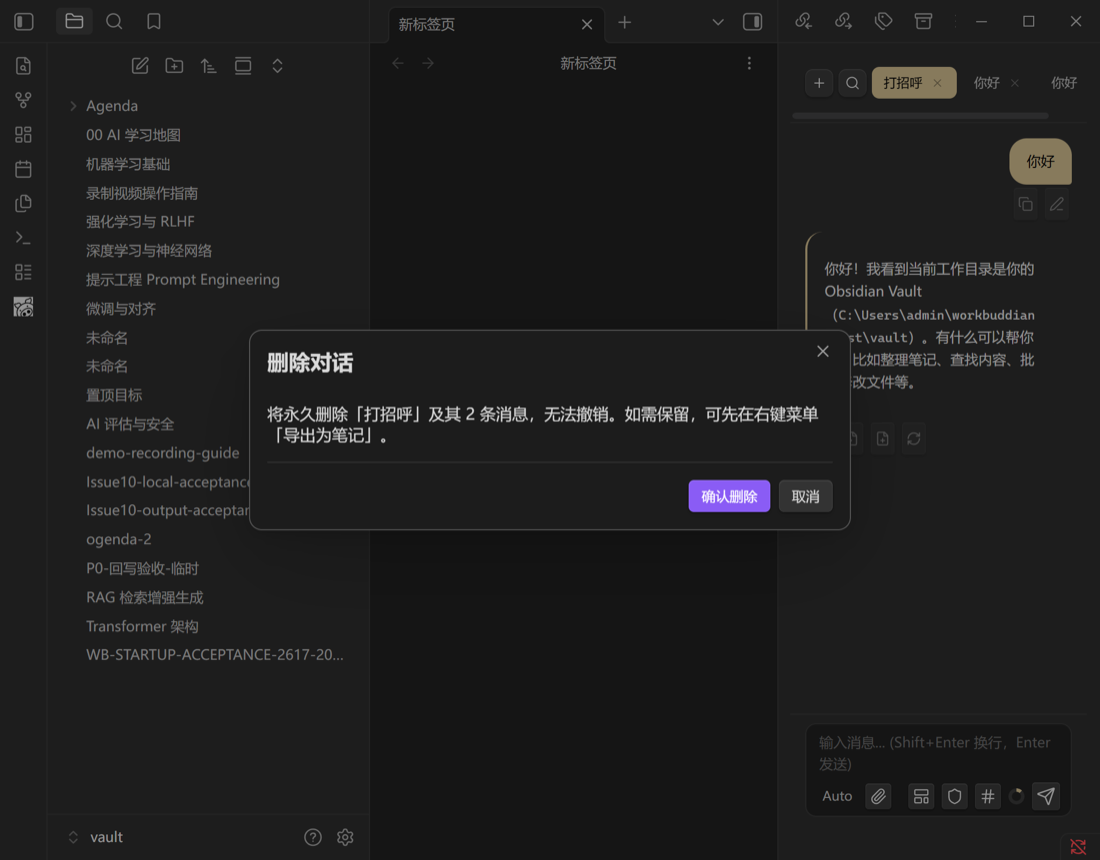 新标签页
新标签页
打招呼
你好
你好
Agenda
00 AI 学习地图
机器学习基础
录制视频操作指南
强化学习与 RLHF
深度学习与神经网络
提示工程 Prompt Engineering
微调与对齐
未命名
未命名
置顶目标
AI 评估与安全
demo-recording-guide
Issue10-local-acceptanc
Issue10-output-acceptar
ogenda-2
P0-回写验收-临时
RAG 检索增强生成
Transformer 架构
WB-STARTUP-ACCEPTANCE-2617-20...
vault
你好
你好！我看到当前工作目录是你的
Obsidian Vault
（C:\Users\admin\workbuddian
st\vault）。有什么可以帮你
比如整理笔记、查找内容、批
改文件等。
删除对话
将永久删除「打招呼」及其 2 条消息，无法撤销。如需保留，可先在右键菜单
「导出为笔记」。
确认删除
取消
输入消息... (Shift+Enter 换行，Enter
发送)
Auto